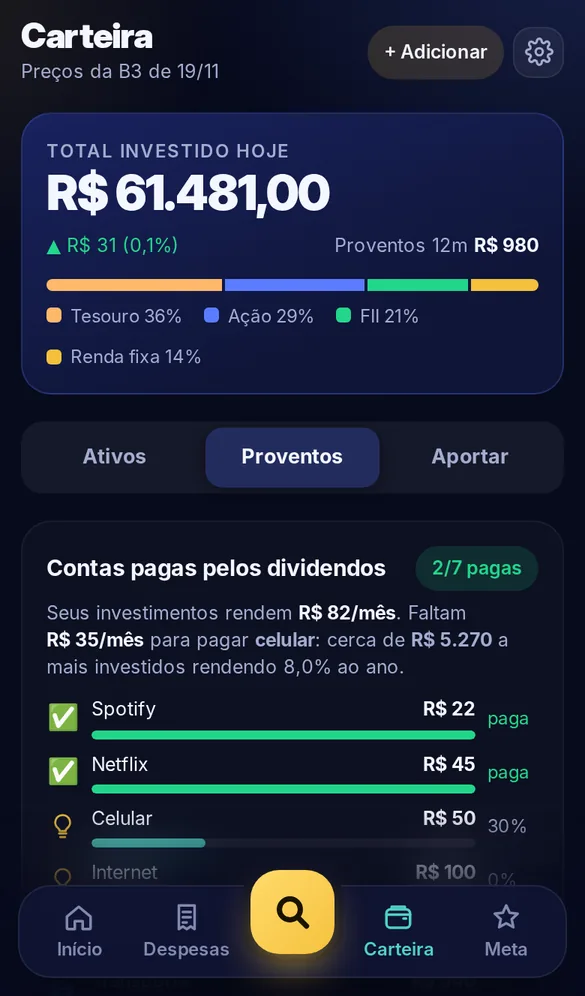 Carteira
Preços da B3 de 19/11
+ Adicionar
TOTAL INVESTIDO HOJE
R$ 61.481,00
▲ R$ 31 (0,1%)
Proventos 12m R$ 980
Tesouro 36% Ação 29% FII 21%
Renda fixa 14%
Ativos Proventos Aportar
Contas pagas pelos dividendos
2/7 pagas
Seus investimentos rendem R$ 82/mês. Faltam
R$ 35/mês para pagar celular: cerca de R$ 5.270 a
mais investidos rendendo 8,0% ao ano.
Spotify R$ 22 paga
Netflix R$ 45 paga
Celular R$ 50 30%
Internet R$ 100 0%
Início Despesas Carteira Meta